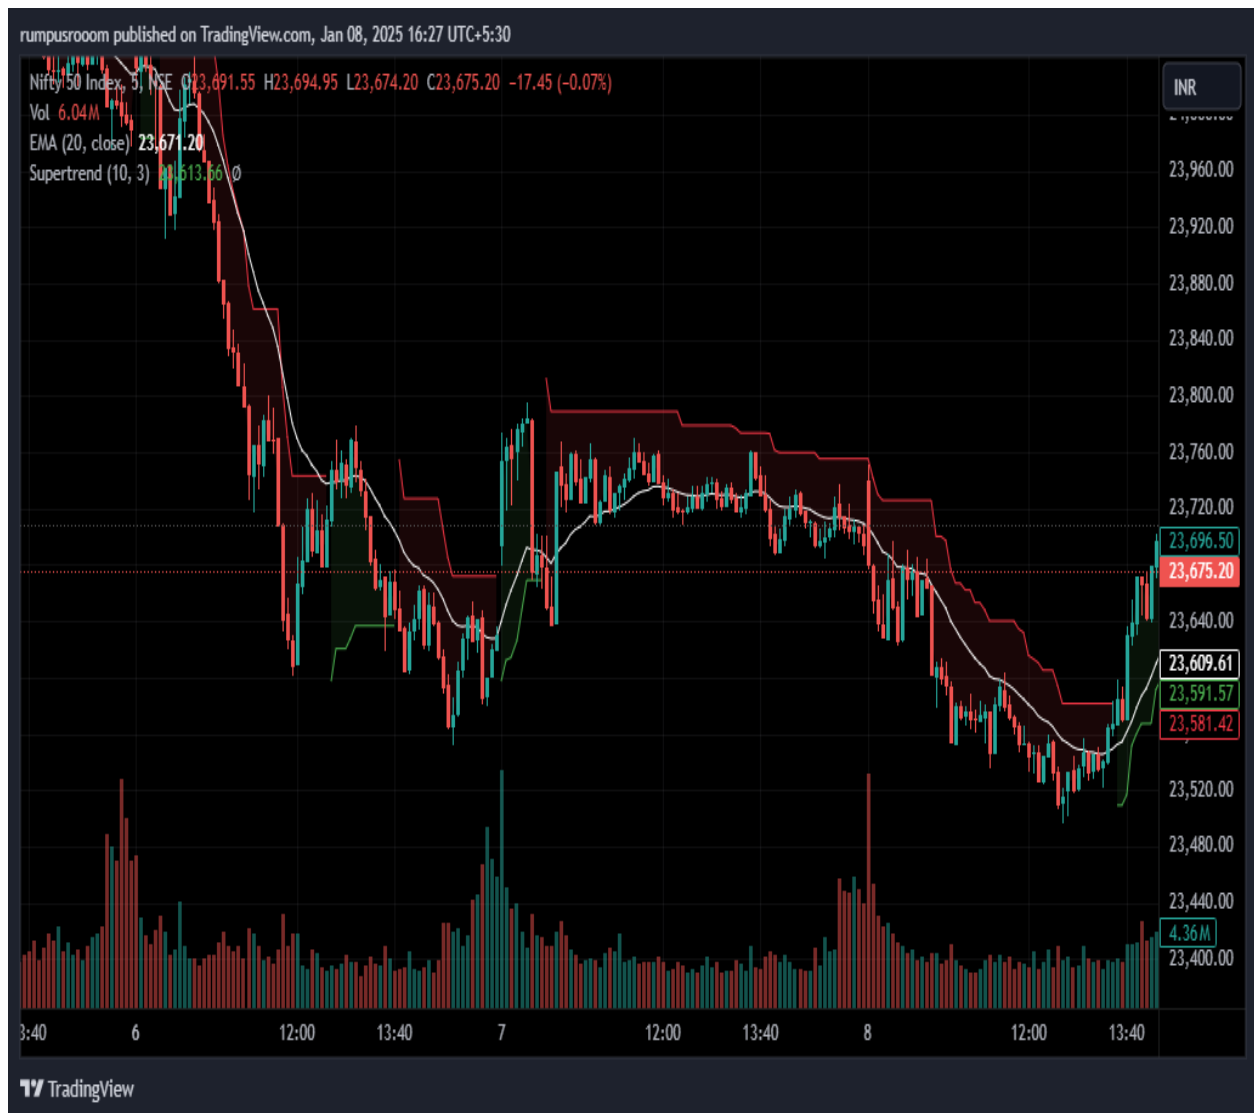 rumpusrooom published on TradingView.com, Jan 08, 2025 16:27 UTC+5:30
Nifty 50 Index, 5, NSE O23,691.55 H23,694.95 L23,674.20 C23,675.20 −17.45 (−0.07%)
INR
Vol 6.04M
EMA (20, close) 23,671.20
Supertrend (10, 3) 23,613.66 Ø
23,960.00
23,920.00
23,880.00
23,840.00
23,800.00
23,760.00
23,720.00
23,696.50
23,675.20
23,640.00
23,609.61
23,591.57
23,581.42
23,520.00
23,480.00
23,440.00
4.36M
23,400.00
3:40 6 12:00 13:40 7 12:00 13:40 8 12:00 13:40
TradingView